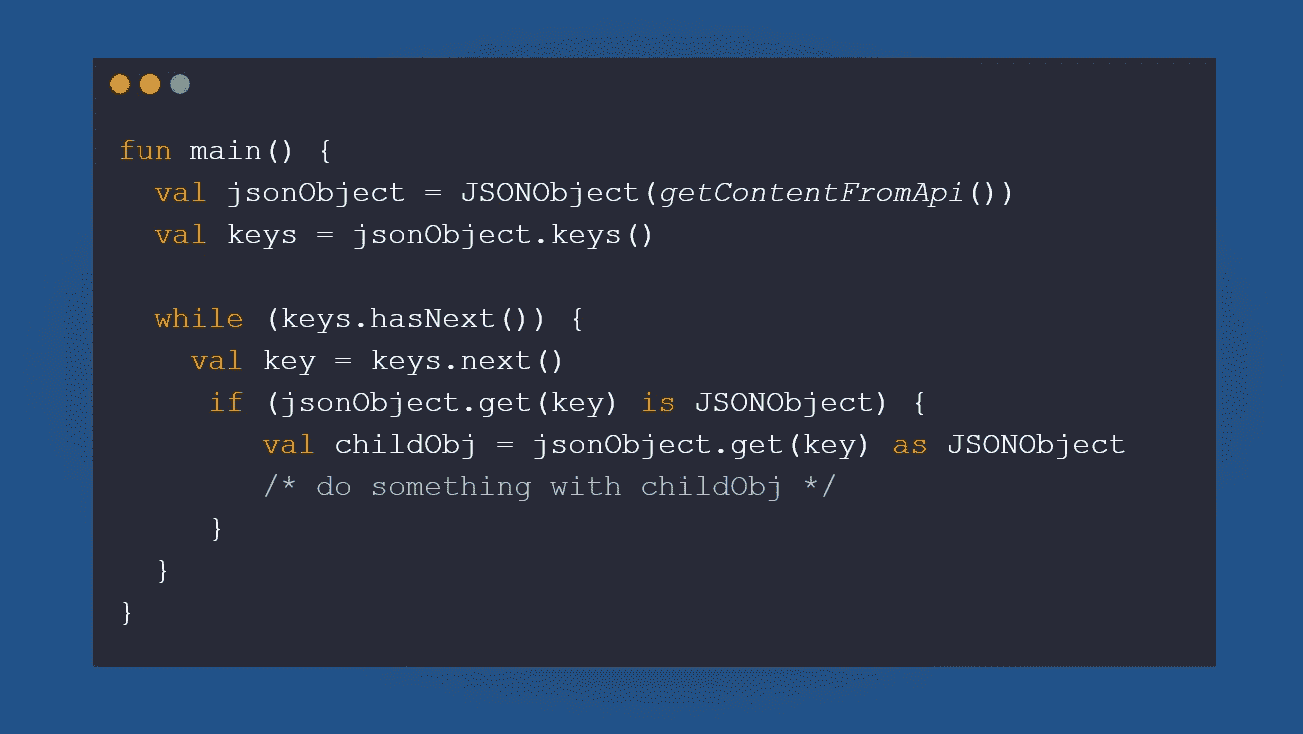 fun main() {
  val jsonObject = JSONObject(getContentFromApi())
  val keys = jsonObject.keys()

  while (keys.hasNext()) {
    val key = keys.next()
     if (jsonObject.get(key) is JSONObject) {
        val childObj = jsonObject.get(key) as JSONObject
        /* do something with childObj */
     }
  }
}